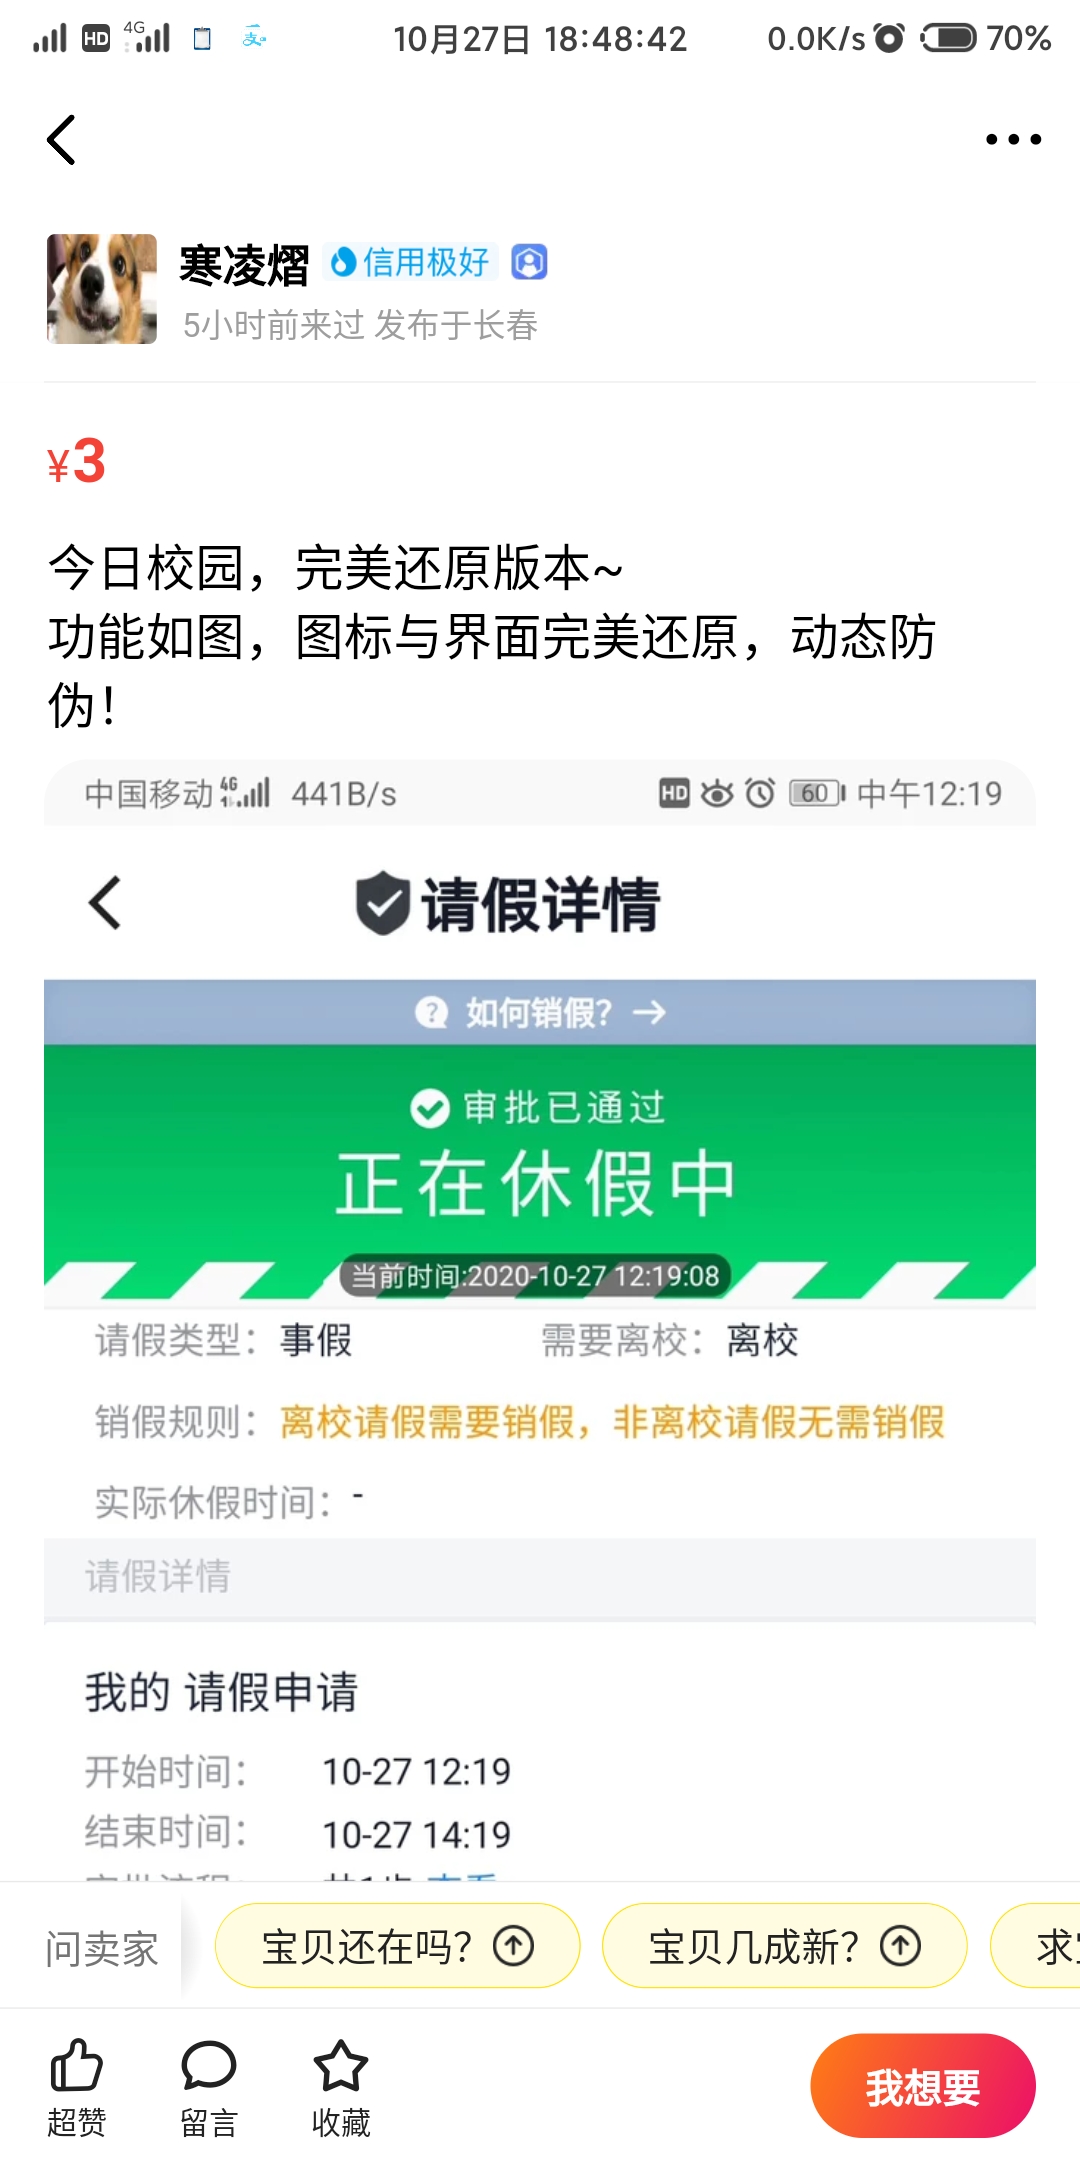 HD 4G 10月27日 18:48:42 0.0K/s 70%
寒凌熠 信用极好
5小时前来过 发布于长春
¥3
今日校园，完美还原版本~
功能如图，图标与界面完美还原，动态防
伪！
中国移动 4G 441B/s HD 60 中午12:19
请假详情
如何销假？
审批已通过
正在休假中
当前时间:2020-10-27 12:19:08
请假类型： 事假 需要离校： 离校
销假规则： 离校请假需要销假，非离校请假无需销假
实际休假时间： -
请假详情
我的 请假申请
开始时间： 10-27 12:19
结束时间： 10-27 14:19
问卖家 宝贝还在吗？ 宝贝几成新？ 求
超赞 留言 收藏 我想要